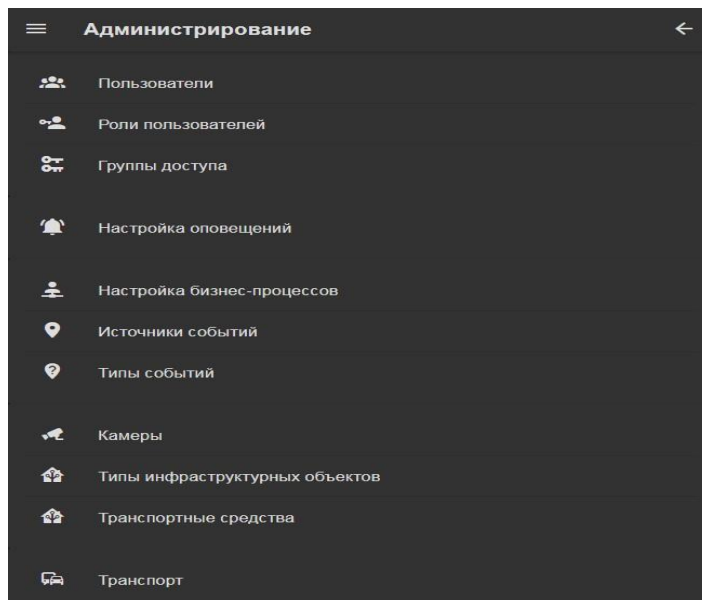 Администрирование
Пользователи
Роли пользователей
Группы доступа
Настройка оповещений
Настройка бизнес-процессов
Источники событий
Типы событий
Камеры
Типы инфраструктурных объектов
Транспортные средства
Транспорт